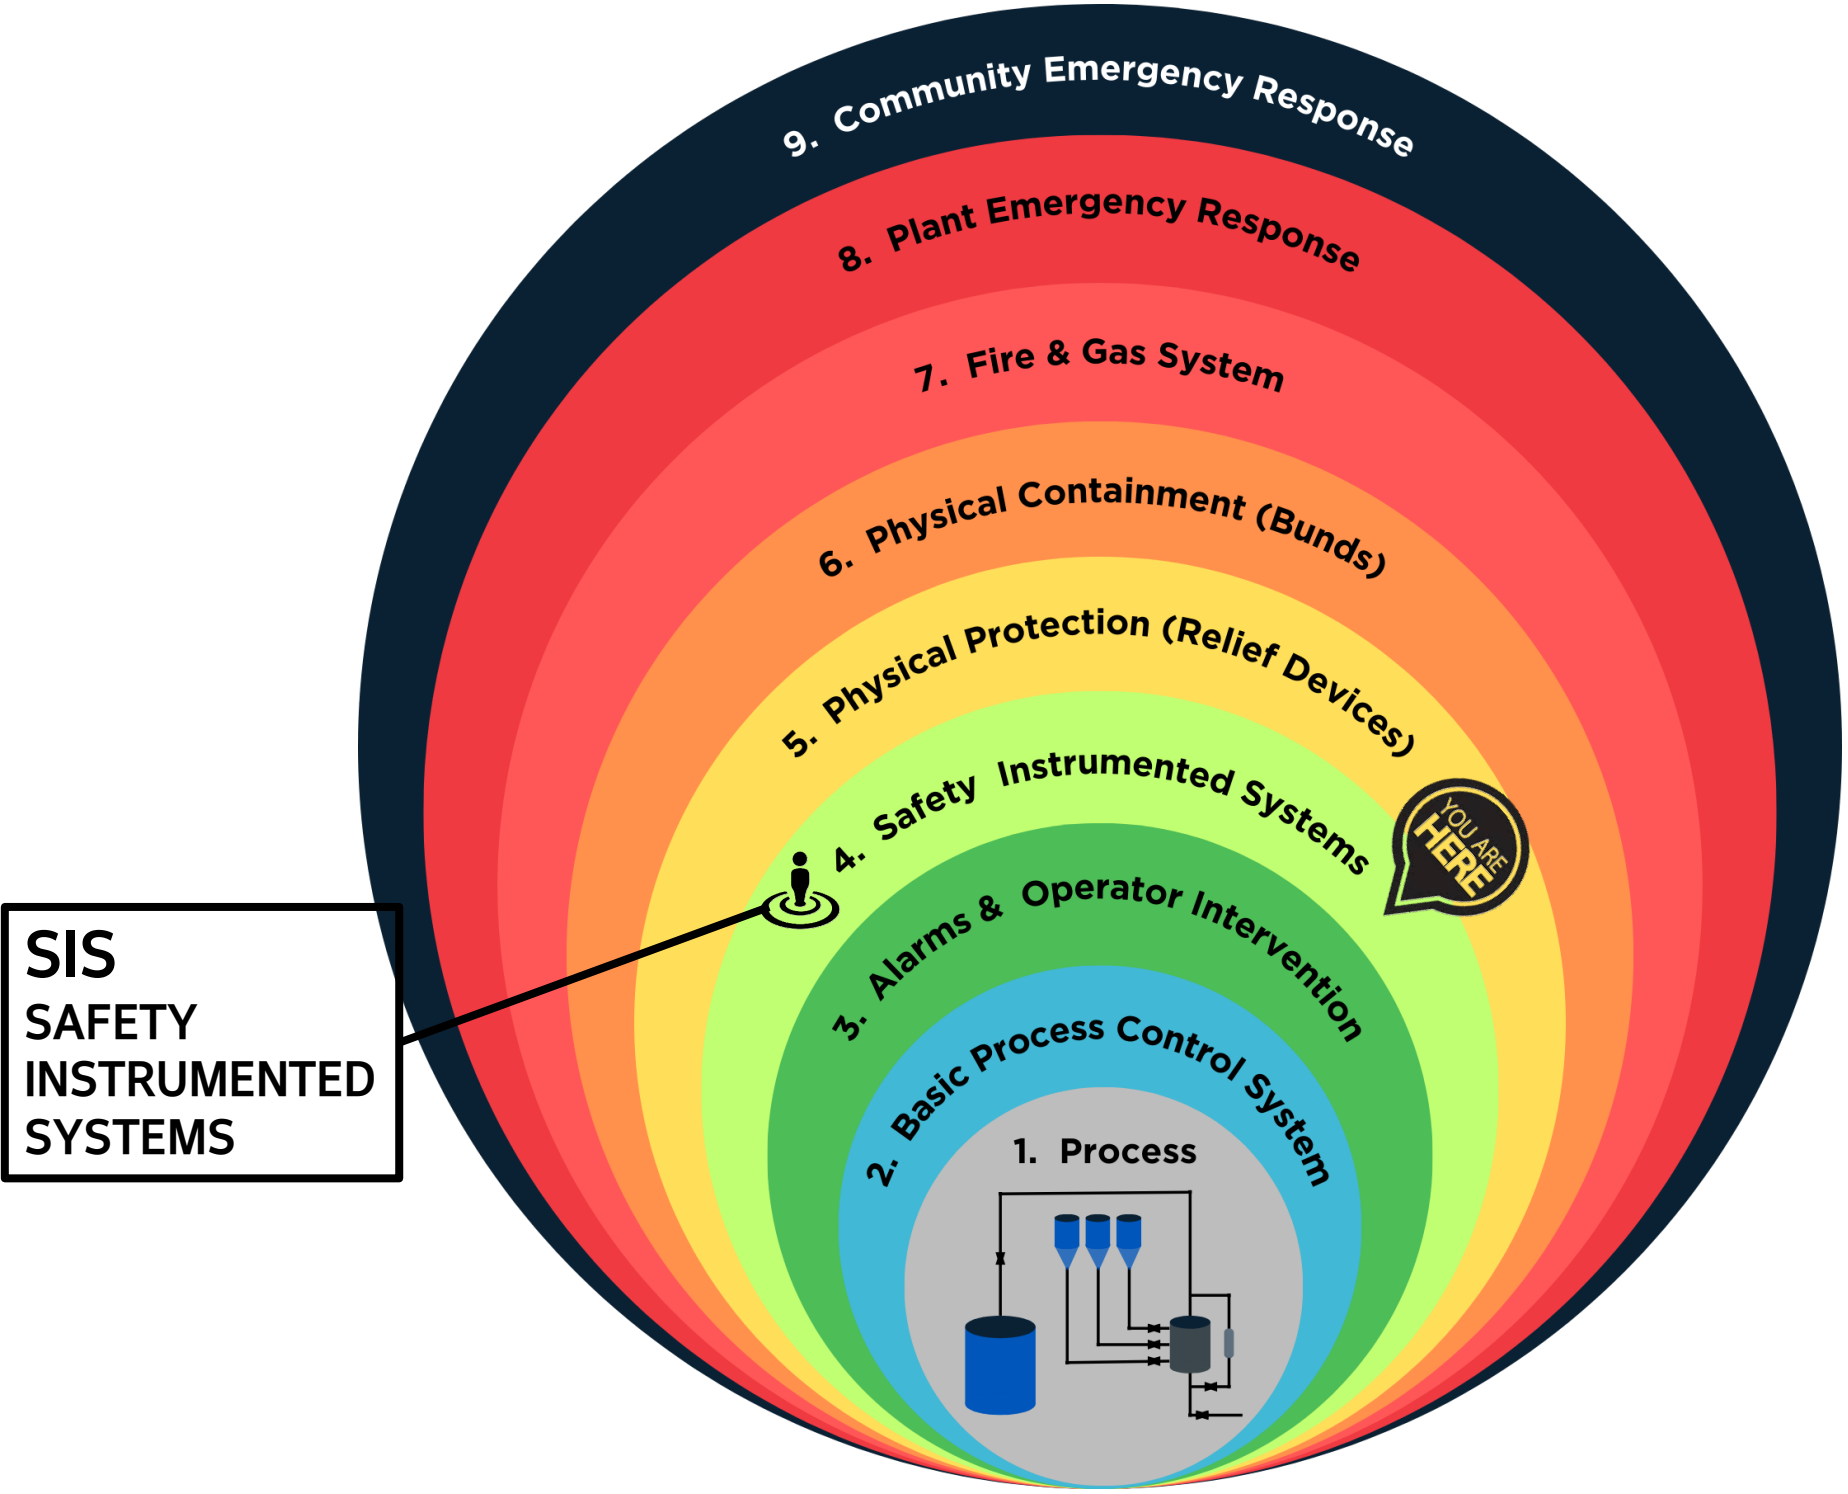 9. Community Emergency Response
8. Plant Emergency Response
7. Fire & Gas System
6. Physical Containment (Bunds)
5. Physical Protection (Relief Devices)
4. Safety Instrumented Systems
YOU ARE
HERE
3. Alarms & Operator Intervention
SIS
SAFETY
INSTRUMENTED
SYSTEMS
2. Basic Process Control System
1. Process